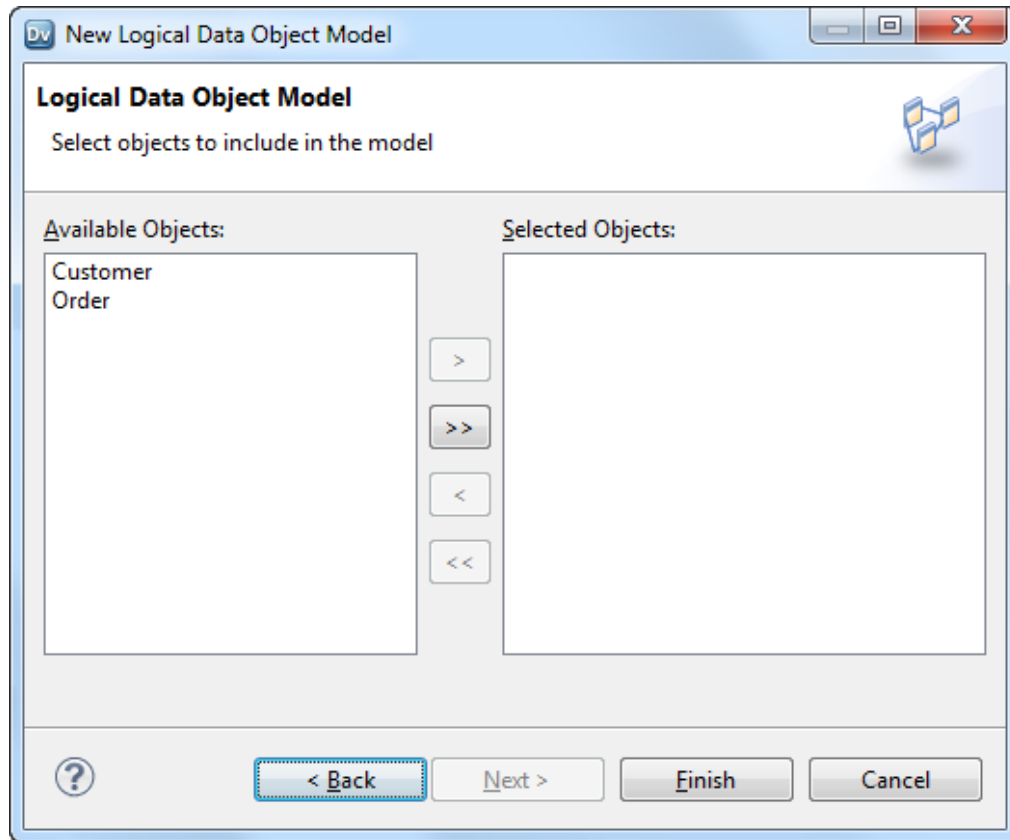 Dv New Logical Data Object Model
Logical Data Object Model
Select objects to include in the model
Available Objects:
Selected Objects:
Customer
Order
>
>>
<
<<
?
< Back
Next >
Finish
Cancel